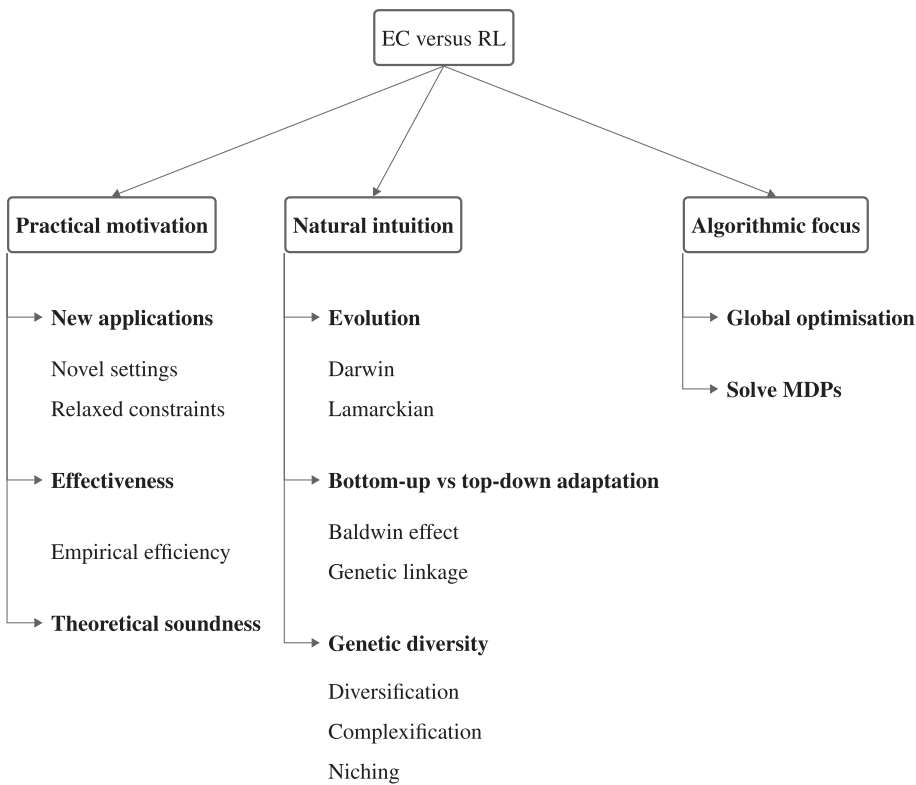 EC versus RL
Practical motivation
Natural intuition
Algorithmic focus
New applications
Novel settings
Relaxed constraints
Effectiveness
Empirical efficiency
Theoretical soundness
Evolution
Darwin
Lamarckian
Bottom-up vs top-down adaptation
Baldwin effect
Genetic linkage
Genetic diversity
Diversification
Complexification
Niching
Global optimisation
Solve MDPs